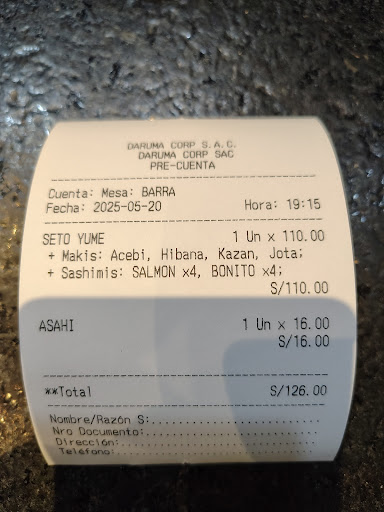 DARUMA CORP S.A.C.
DARUMA CORP SAC
PRE-CUENTA
Cuenta: Mesa: BARRA
Fecha: 2025-05-20 Hora: 19:15
SETO YUME 1 Un x 110.00
+ Makis: Acebi, Hibana, Kazan, Jota;
+ Sashimis: SALMON x4, BONITO x4;
S/110.00
ASAHI 1 Un x 16.00
S/16.00
**Total S/126.00
Nombre/Razón S:
Nro Documento:
Dirección:
Teléfono: